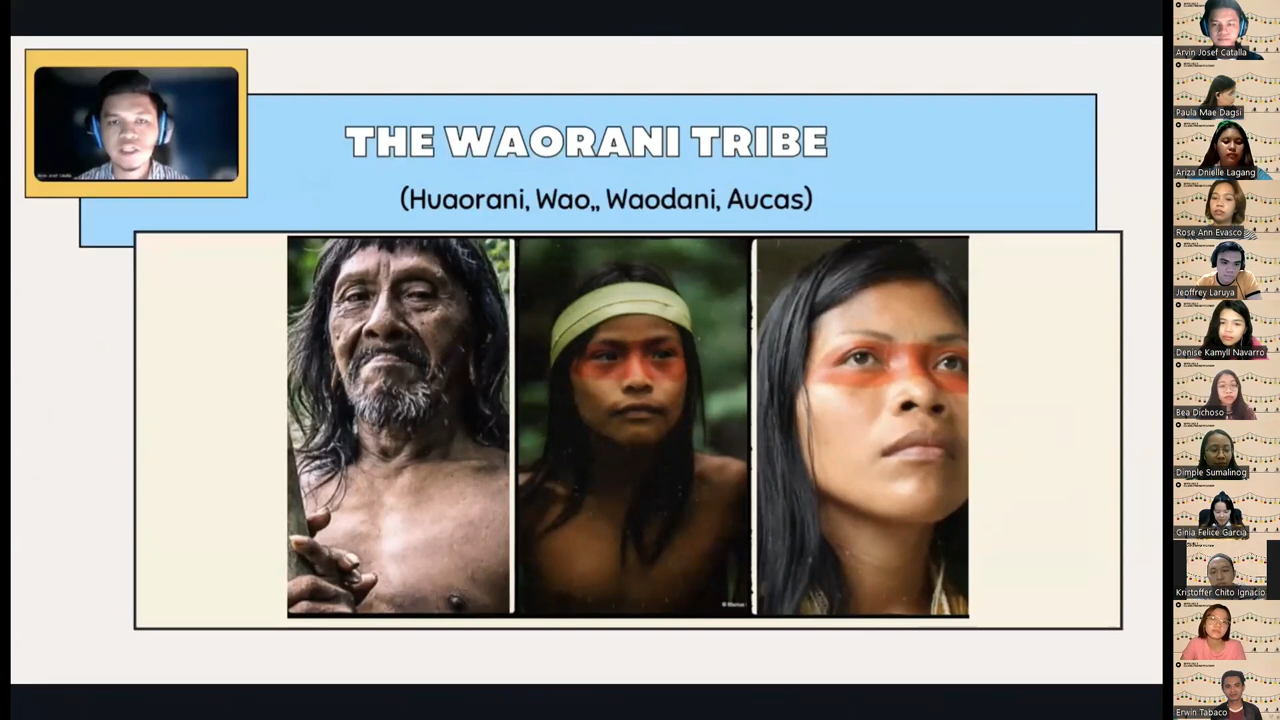 THE WAORANI TRIBE
(Huaorani, Wao,, Waodani, Aucas)
Arvin Josef Catalla
Paula Mae Dagsi
Ariza Dnielle Lagang
Rose Ann Evasco
Jeoffrey Laruya
Denise Kamyll Navarro
Bea Dichoso
Dimple Sumalinog
Ginia Felice Garcia
Kristoffer Chito Ignacio
Erwin Tabaco